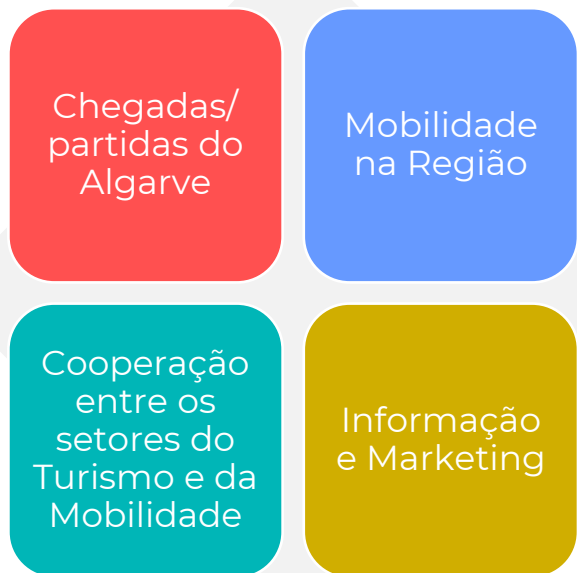 Chegadas/
partidas do
Algarve
Mobilidade
na Região
Cooperação
entre os
setores do
Turismo e da
Mobilidade
Informação
e Marketing